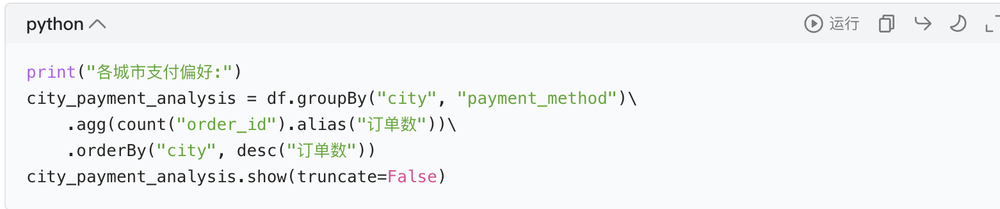 python
运行
print("各城市支付偏好:")
city_payment_analysis = df.groupBy("city", "payment_method")\
    .agg(count("order_id").alias("订单数"))\
    .orderBy("city", desc("订单数"))
city_payment_analysis.show(truncate=False)